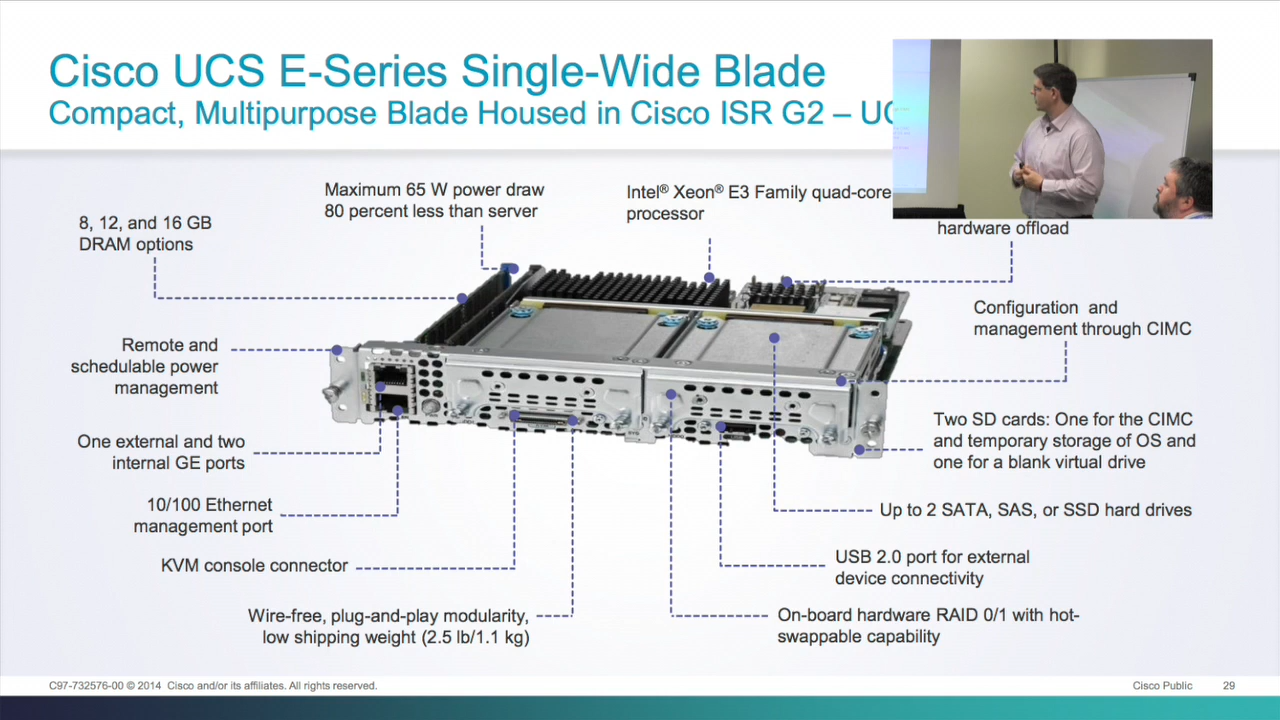 Cisco UCS E-Series Single-Wide Blade
Compact, Multipurpose Blade Housed in Cisco ISR G2 –
Maximum 65 W power draw
80 percent less than server
Intel® Xeon® E3 Family quad-core
processor
8, 12, and 16 GB
DRAM options
hardware offload
Configuration and
management through CIMC
Remote and
schedulable power
management
Two SD cards: One for the CIMC
and temporary storage of OS and
one for a blank virtual drive
One external and two
internal GE ports
10/100 Ethernet
management port
Up to 2 SATA, SAS, or SSD hard drives
KVM console connector
USB 2.0 port for external
device connectivity
Wire-free, plug-and-play modularity,
low shipping weight (2.5 lb/1.1 kg)
On-board hardware RAID 0/1 with hot-
swappable capability
C97-732576-00 © 2014 Cisco and/or its affiliates. All rights reserved.
Cisco Public
29